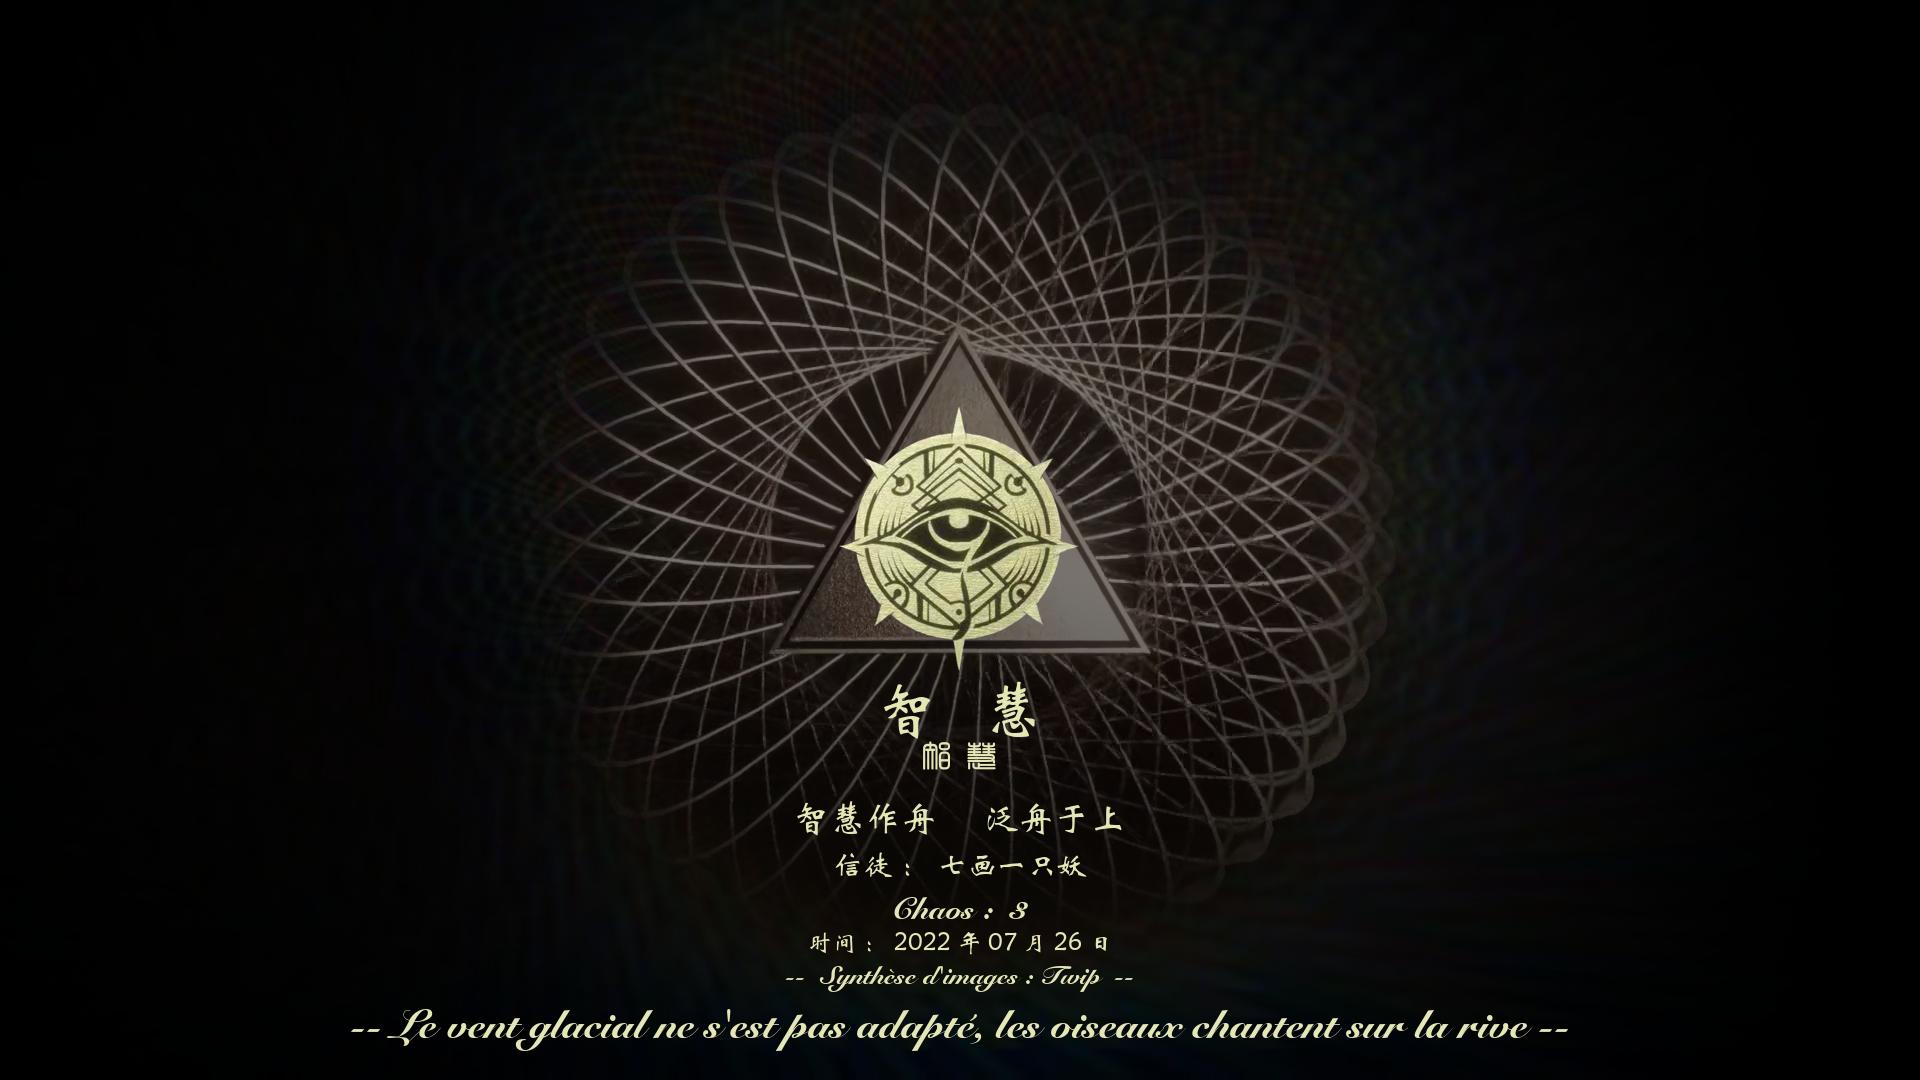 智 慧
智 慧
智慧作舟 泛舟于上
信徒： 七画一只妖
Chaos : 3
时间： 2022 年 07 月 26 日
-- Synthèse d'images : Twip --
-- Le vent glacial ne s'est pas adapté, les oiseaux chantent sur la rive --